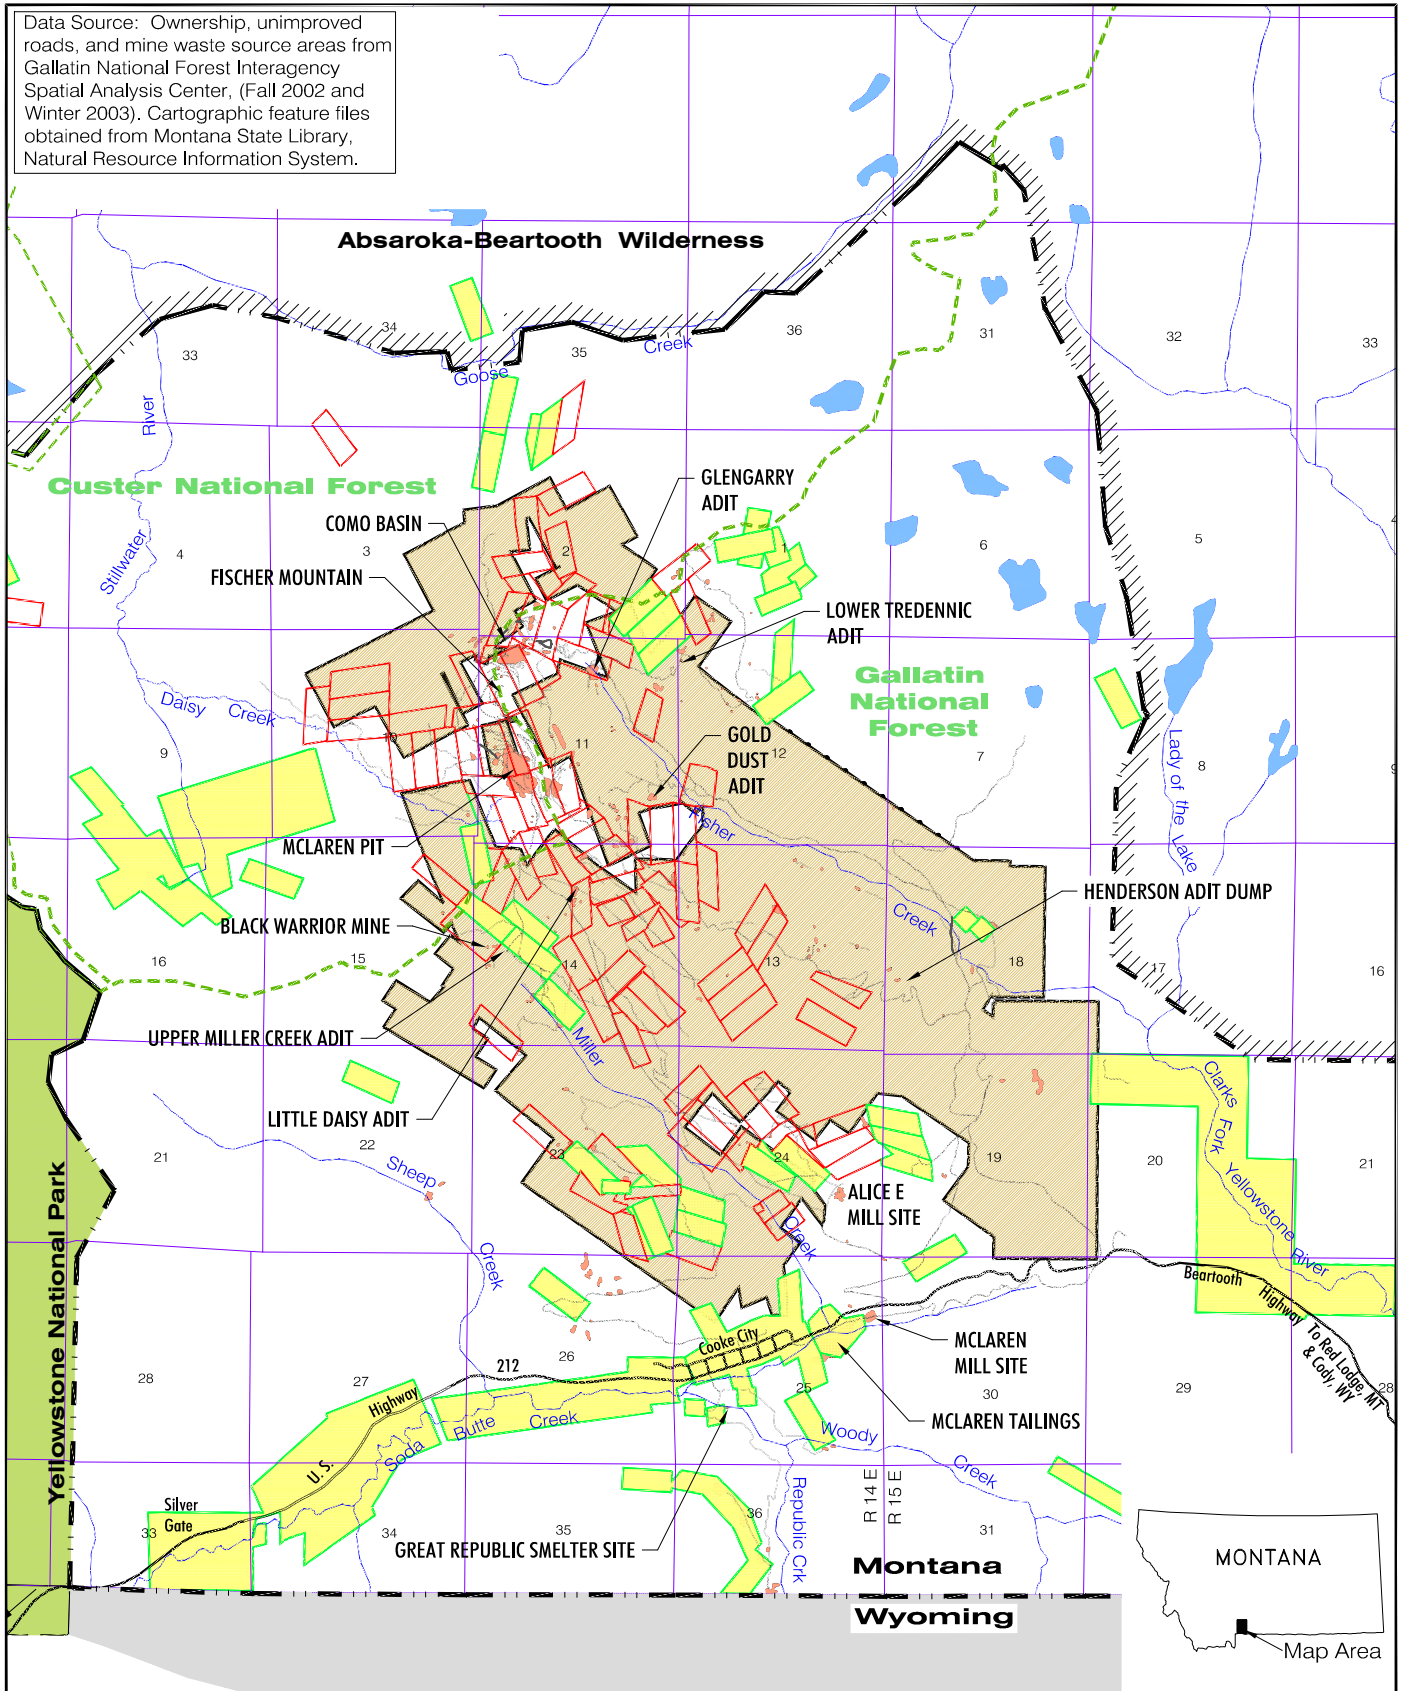 Data Source: Ownership, unimproved
roads, and mine waste source areas from
Gallatin National Forest Interagency
Spatial Analysis Center, (Fall 2002 and
Winter 2003). Cartographic feature files
obtained from Montana State Library,
Natural Resource Information System.
Absaroka-Beartooth Wilderness
33
34
35
36
31
32
33
Goose
Creek
River
Custer National Forest
Stillwater
GLENGARRY
ADIT
COMO BASIN
FISCHER MOUNTAIN
4
3
2
1
6
5
4
LOWER TREDENNIC
ADIT
Gallatin
National
Forest
Daisy
Creek
9
10
11
12
7
8
9
GOLD
DUST
ADIT
Lady of the Lake
MCLAREN PIT
Fisher
Creek
HENDERSON ADIT DUMP
BLACK WARRIOR MINE
16
15
14
13
18
17
16
UPPER MILLER CREEK ADIT
Miller
Creek
LITTLE DAISY ADIT
21
22
23
24
19
20
21
Sheep
Creek
Clarks
Fork
Yellowstone
River
ALICE E
MILL SITE
Yellowstone National Park
Beartooth
Highway
To Red Lodge, MT
& Cody, WY
Cooke City
212
MCLAREN
MILL SITE
28
27
26
25
30
29
28
Highway
U.S.
Soda
Butte
Creek
MCLAREN TAILINGS
Woody
Creek
Republic Crk
R 14 E
R 15 E
Silver
Gate
33
34
35
36
31
GREAT REPUBLIC SMELTER SITE
Montana
Wyoming
MONTANA
Map Area